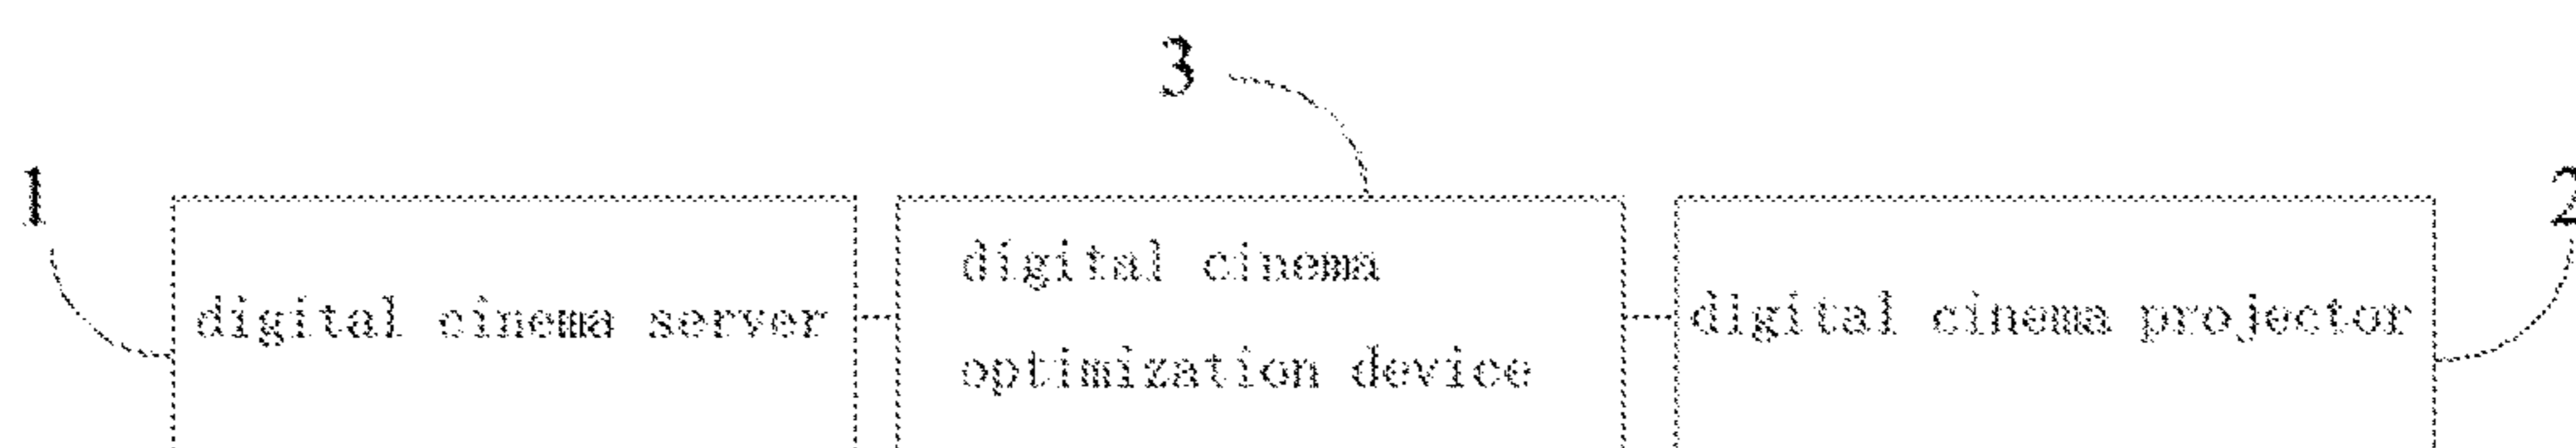 3
1
2
digital cinema server
digital cinema
optimization device
digital cinema projector